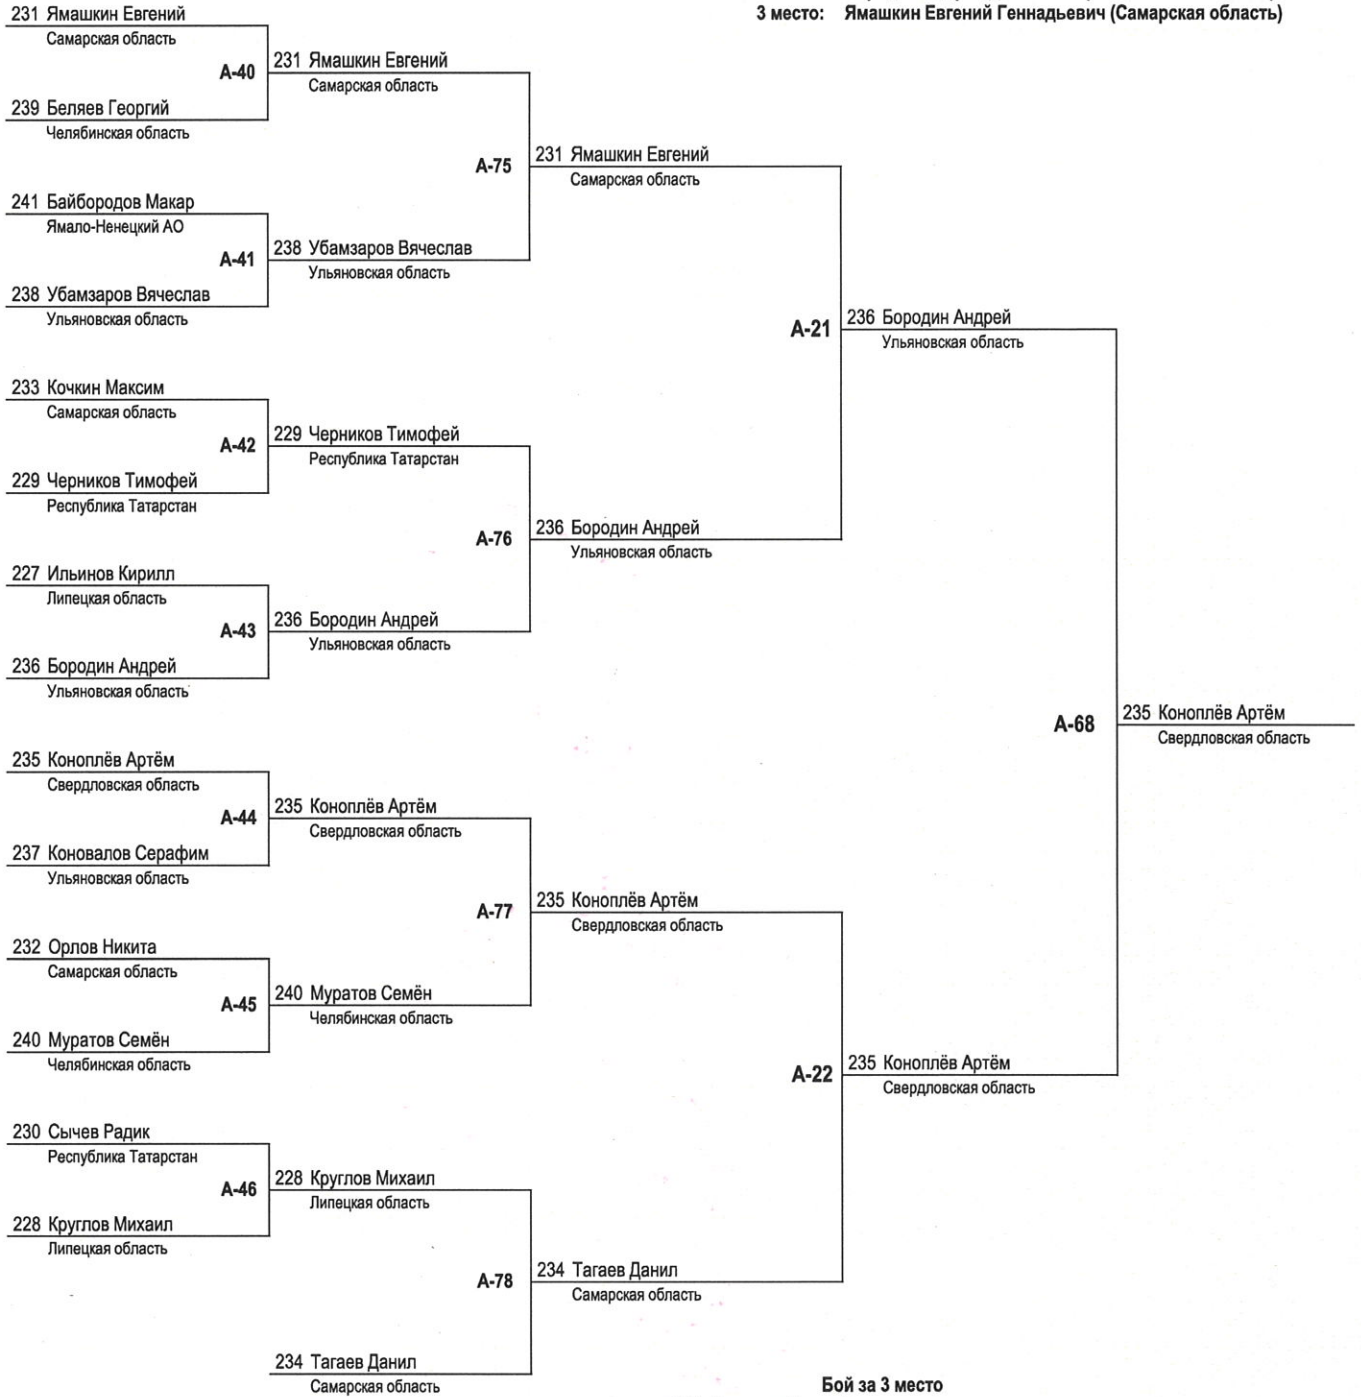 231 Ямашкин Евгений
Самарская область
3 место: Ямашкин Евгений Геннадьевич (Самарская область)
А-40
231 Ямашкин Евгений
Самарская область
239 Беляев Георгий
Челябинская область
А-75
231 Ямашкин Евгений
Самарская область
241 Байбородов Макар
Ямало-Ненецкий АО
А-41
238 Убамзаров Вячеслав
Ульяновская область
238 Убамзаров Вячеслав
Ульяновская область
А-21
236 Бородин Андрей
Ульяновская область
233 Кочкин Максим
Самарская область
А-42
229 Черников Тимофей
Республика Татарстан
229 Черников Тимофей
Республика Татарстан
А-76
236 Бородин Андрей
Ульяновская область
227 Ильинов Кирилл
Липецкая область
А-43
236 Бородин Андрей
Ульяновская область
236 Бородин Андрей
Ульяновская область
А-68
235 Коноплёв Артём
Свердловская область
235 Коноплёв Артём
Свердловская область
А-44
235 Коноплёв Артём
Свердловская область
237 Коновалов Серафим
Ульяновская область
А-77
235 Коноплёв Артём
Свердловская область
232 Орлов Никита
Самарская область
А-45
240 Муратов Семён
Челябинская область
240 Муратов Семён
Челябинская область
А-22
235 Коноплёв Артём
Свердловская область
230 Сычев Радик
Республика Татарстан
А-46
228 Круглов Михаил
Липецкая область
228 Круглов Михаил
Липецкая область
А-78
234 Тагаев Данил
Самарская область
234 Тагаев Данил
Самарская область
Бой за 3 место